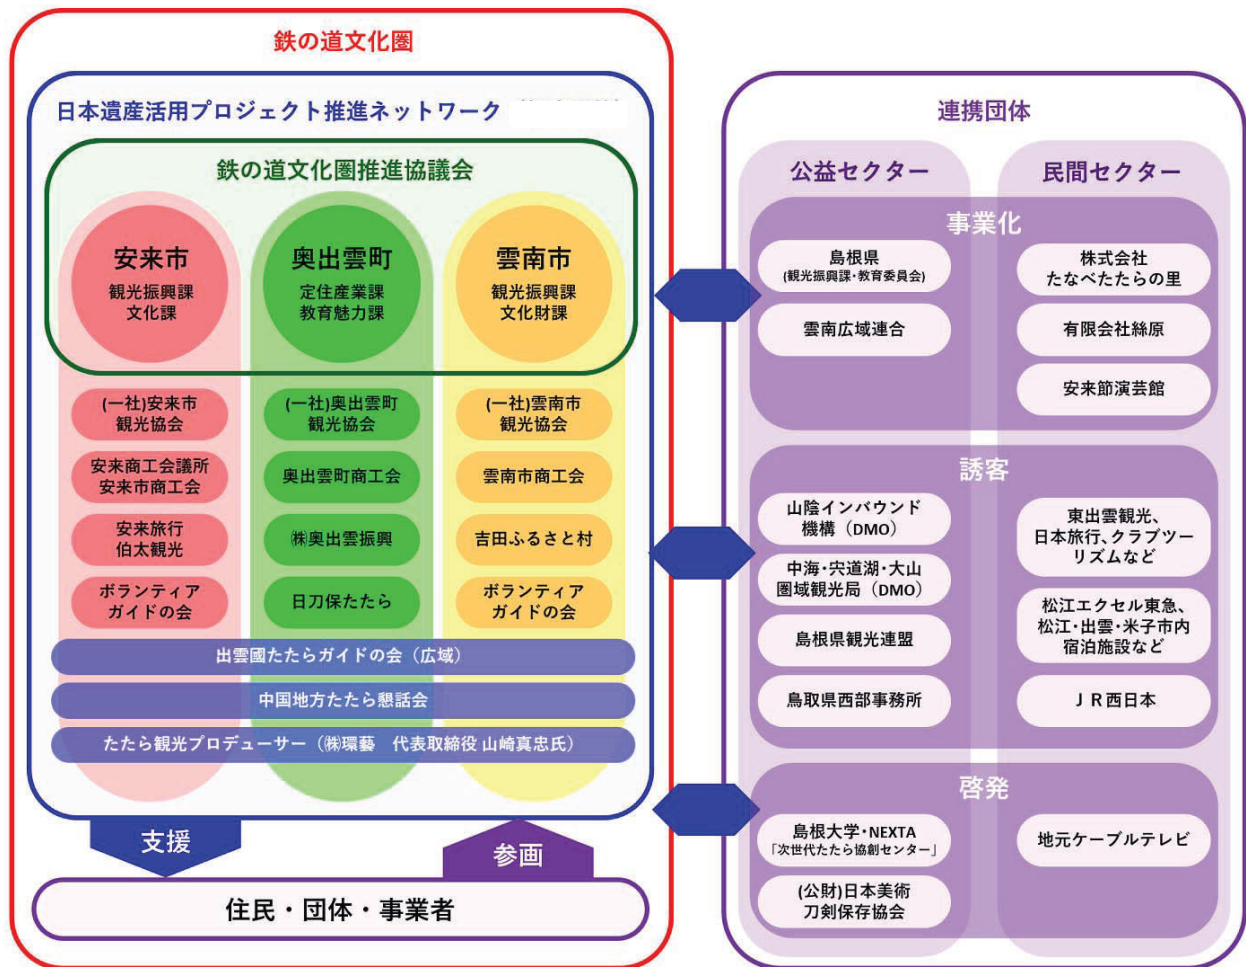 鉄の道文化圏
日本遺産活用プロジェクト推進ネットワーク
鉄の道文化圏推進協議会
安来市
観光振興課
文化課
奥出雲町
定住産業課
教育魅力課
雲南市
観光振興課
文化財課
(一社)安来市
観光協会
(一社)奥出雲町
観光協会
(一社)雲南市
観光協会
安来商工会議所
安来市商工会
奥出雲町商工会
雲南市商工会
安来旅行
伯太観光
㈱奥出雲振興
吉田ふるさと村
ボランティア
ガイドの会
日刀保たたら
ボランティア
ガイドの会
出雲國たたらガイドの会（広域）
中国地方たたら懇話会
たたら観光プロデューサー（㈱環藝　代表取締役 山崎真忠氏）
支援
参画
住民・団体・事業者
連携団体
公益セクター
民間セクター
事業化
島根県
(観光振興課・教育委員会)
雲南広域連合
株式会社
たなべたたらの里
有限会社絲原
安来節演芸館
誘客
山陰インバウンド
機構（DMO）
中海・宍道湖・大山
圏域観光局（DMO）
島根県観光連盟
鳥取県西部事務所
東出雲観光、
日本旅行、クラブツー
リズムなど
松江エクセル東急、
松江・出雲・米子市内
宿泊施設など
ＪＲ西日本
啓発
島根大学・NEXTA
「次世代たたら協創センター」
(公財)日本美術
刀剣保存協会
地元ケーブルテレビ